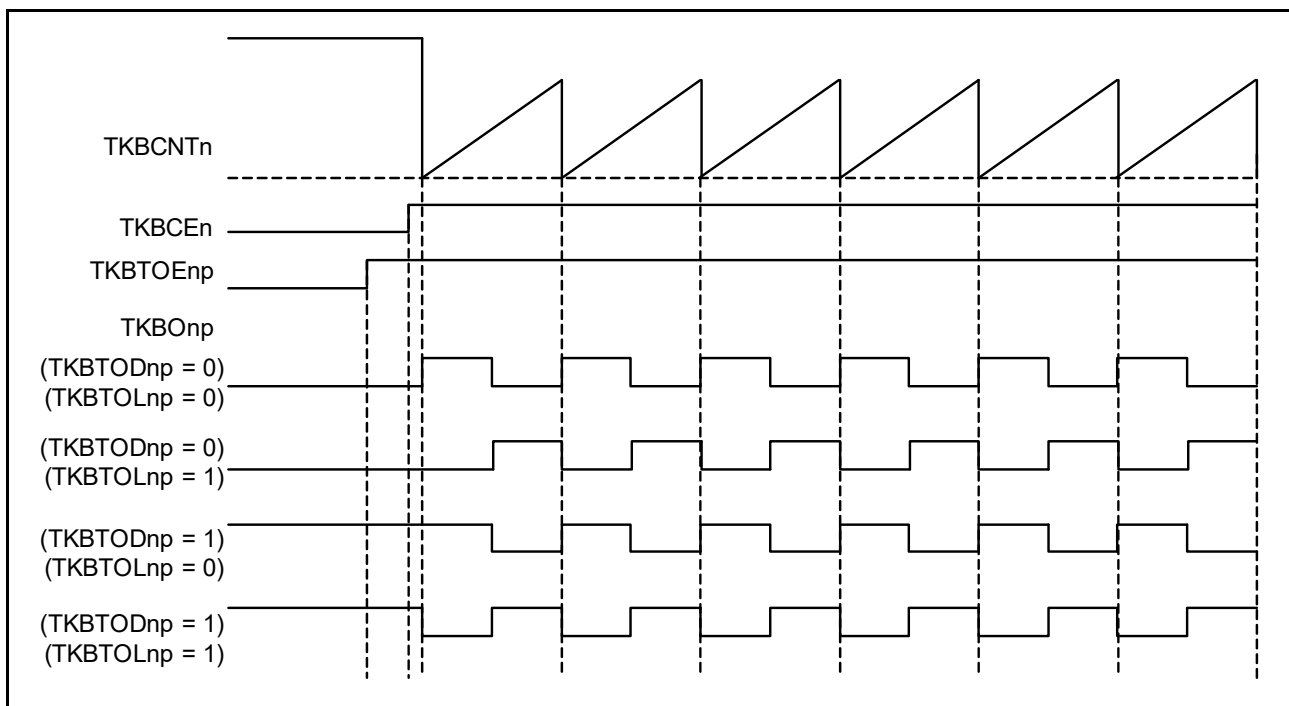 TKBCNTn
TKBCEn
TKBTOEnp
TKBOnp
(TKBTODnp = 0)
(TKBTOLnp = 0)
(TKBTODnp = 0)
(TKBTOLnp = 1)
(TKBTODnp = 1)
(TKBTOLnp = 0)
(TKBTODnp = 1)
(TKBTOLnp = 1)